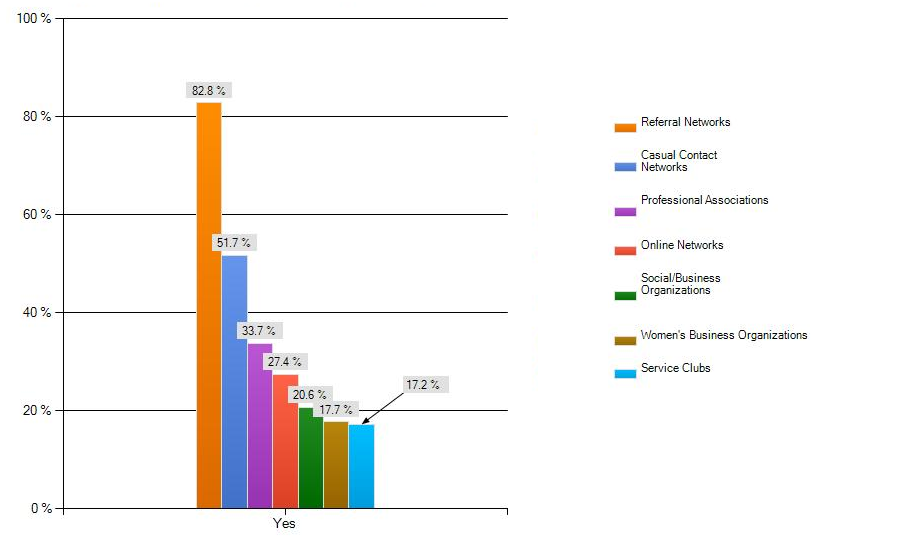 100 %
80 %
60 %
40 %
20 %
0 %
82.8 %
51.7 %
33.7 %
27.4 %
20.6 %
17.7 %
17.2 %
Yes
Referral Networks
Casual Contact
Networks
Professional Associations
Online Networks
Social/Business
Organizations
Women's Business Organizations
Service Clubs